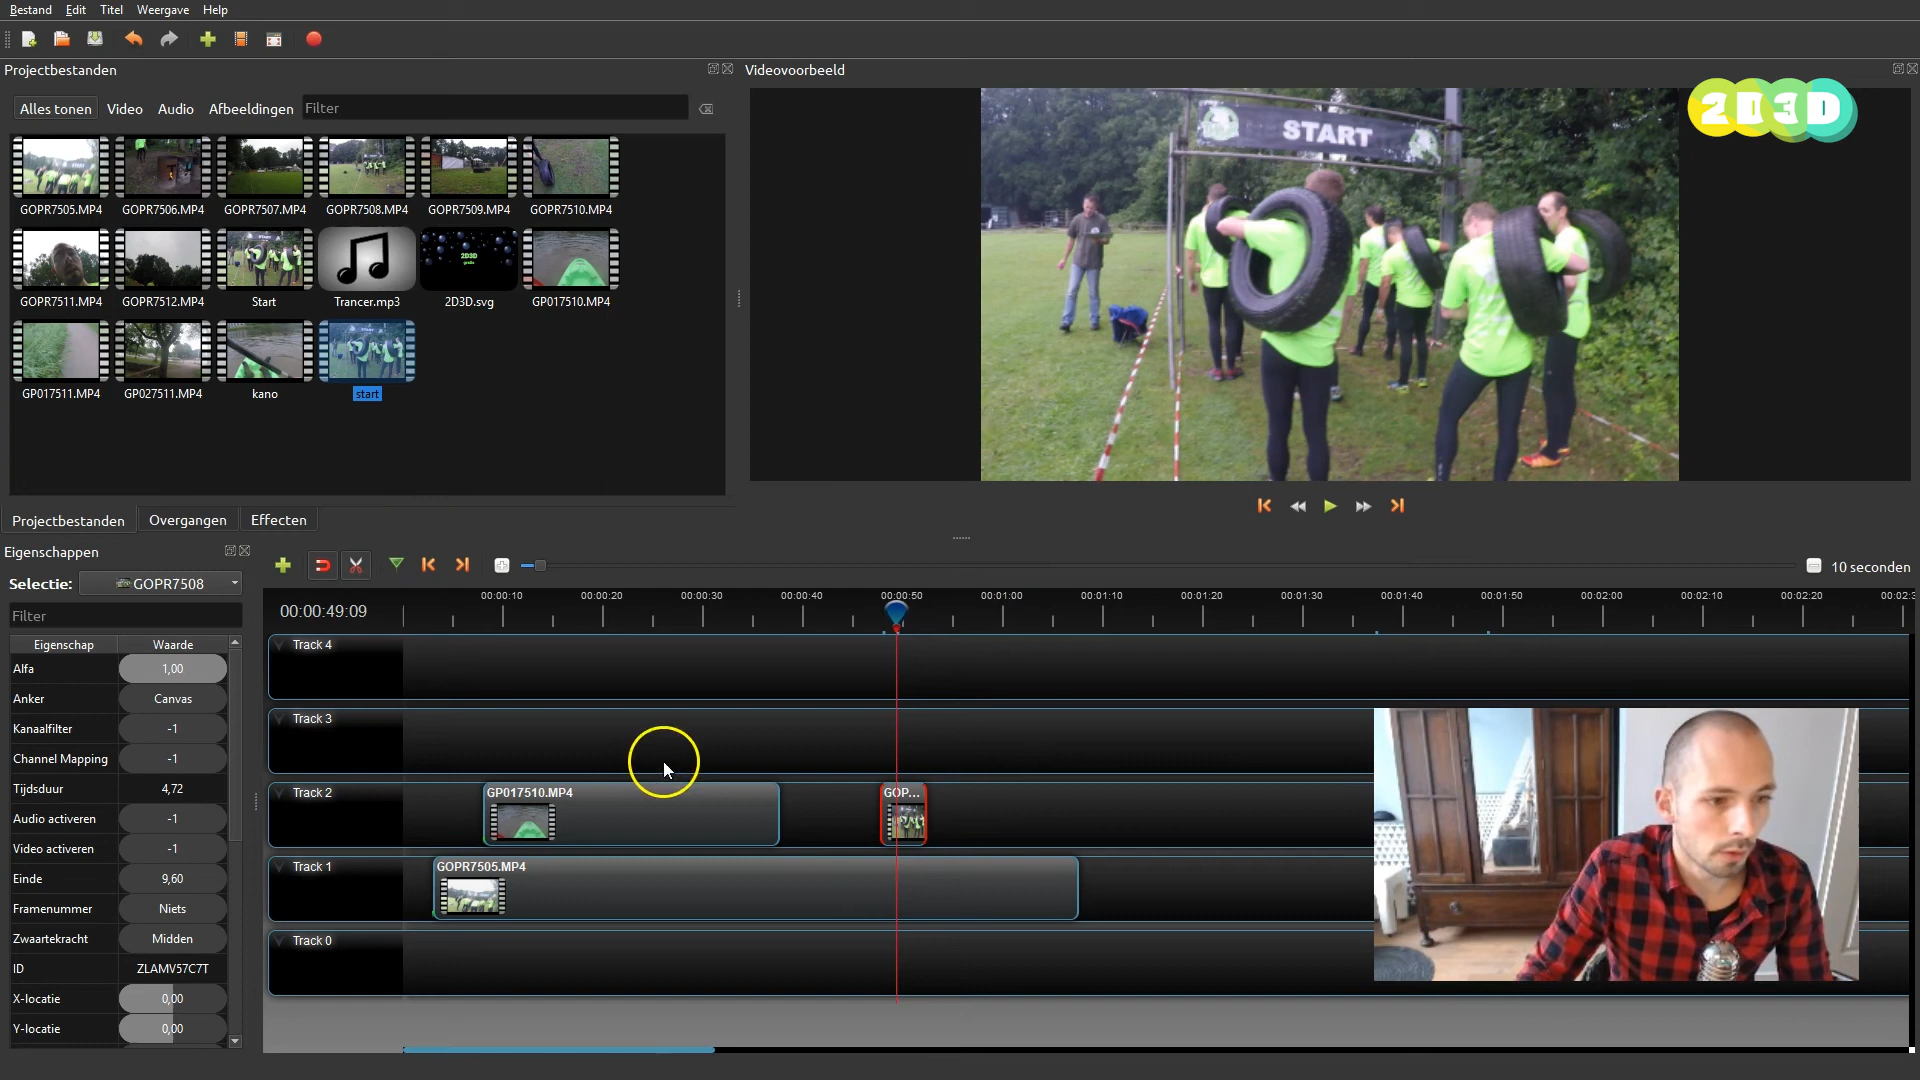 Bestand Edit Titel Weergave Help
Projectbestanden
Videovoorbeeld
Alles tonen Video Audio Afbeeldingen Filter
GOPR7505.MP4 GOPR7506.MP4 GOPR7507.MP4 GOPR7508.MP4 GOPR7509.MP4 GOPR7510.MP4
GOPR7511.MP4 GOPR7512.MP4 Start Trancer.mp3 2D3D.svg GP017510.MP4
GP017511.MP4 GP027511.MP4 kano start
START
2D3D
Projectbestanden Overgangen Effecten
Eigenschappen
Selectie: GOPR7508
Filter
Eigenschap Waarde
Alfa 1,00
Anker Canvas
Kanaalfilter -1
Channel Mapping -1
Tijdsduur 4,72
Audio activeren -1
Video activeren -1
Einde 9,60
Framenummer Niets
Zwaartekracht Midden
ID ZLAMV57C7T
X-locatie 0,00
Y-locatie 0,00
10 seconden
00:00:49:09
00:00:10 00:00:20 00:00:30 00:00:40 00:00:50 00:01:00 00:01:10 00:01:20 00:01:30 00:01:40 00:01:50 00:02:00 00:02:10 00:02:20 00:02:3
Track 4
Track 3
Track 2
GP017510.MP4
GOP...
Track 1
GOPR7505.MP4
Track 0